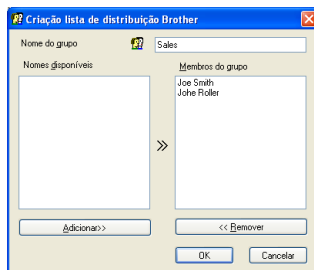 Criação lista de distribuição Brother
Nome do grupo
Sales
Nomes disponíveis
Membros do grupo
Joe Smith
Johe Roller
>>
Adicionar>>
<< Remover
OK
Cancelar